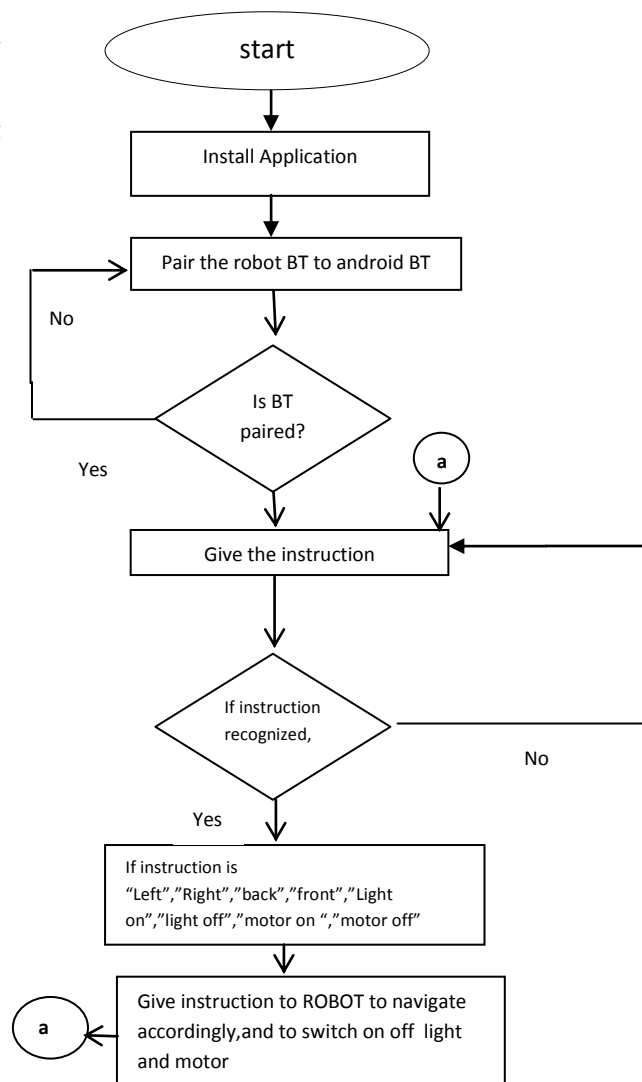 start
Install Application
Pair the robot BT to android BT
No
Is BT
paired?
Yes
a
Give the instruction
If instruction
recognized,
No
Yes
If instruction is
“Left”,”Right”,”back”,”front”,”Light
on”,”light off”,”motor on “,”motor off”
Give instruction to ROBOT to navigate
accordingly,and to switch on off light
and motor
a